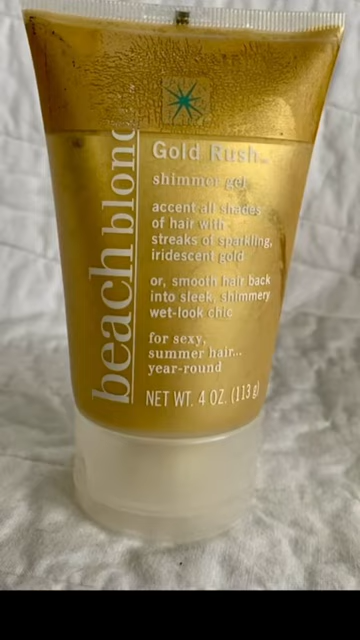 beach blond
Gold Rush...
shimmer gel
accent all shades
of hair with
streaks of sparkling,
iridescent gold
or, smooth hair back
into sleek, shimmery
wet-look chic
for sexy,
summer hair...
year-round
NET WT. 4 OZ. (113 g)